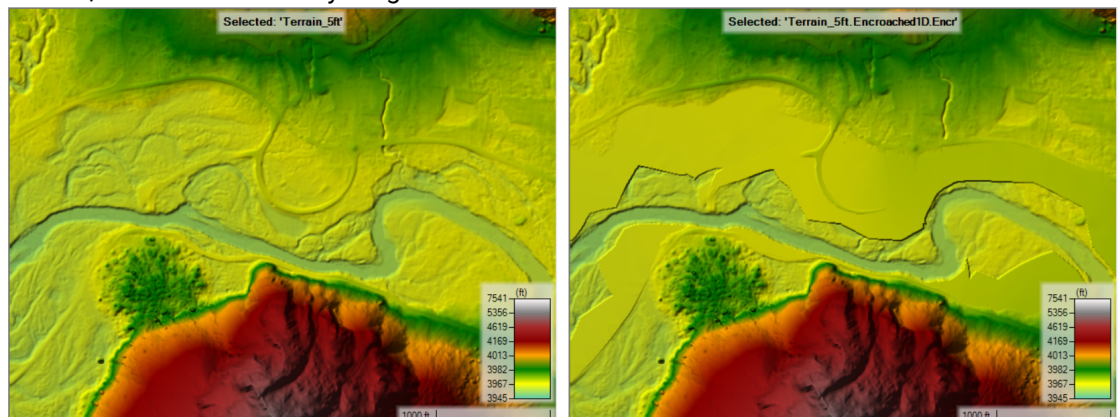 Selected: 'Terrain_5ft'
(ft)
7541
5356
4619
4169
4013
3982
3967
3945
1000 ft
Selected: 'Terrain_5ft.Encroached1D.Encr'
(ft)
7541
5356
4619
4169
4013
3982
3967
3945
1000 ft